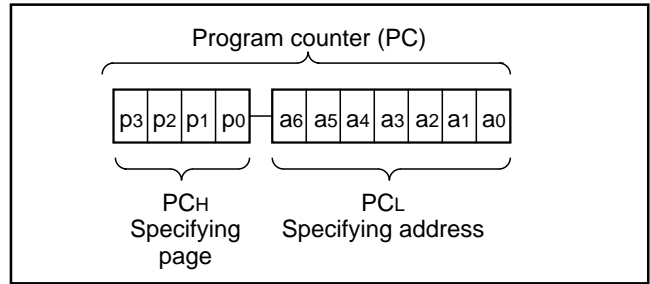 Program counter (PC)
p3 p2 p1 p0 a6 a5 a4 a3 a2 a1 a0
PCH PCL
Specifying page Specifying address